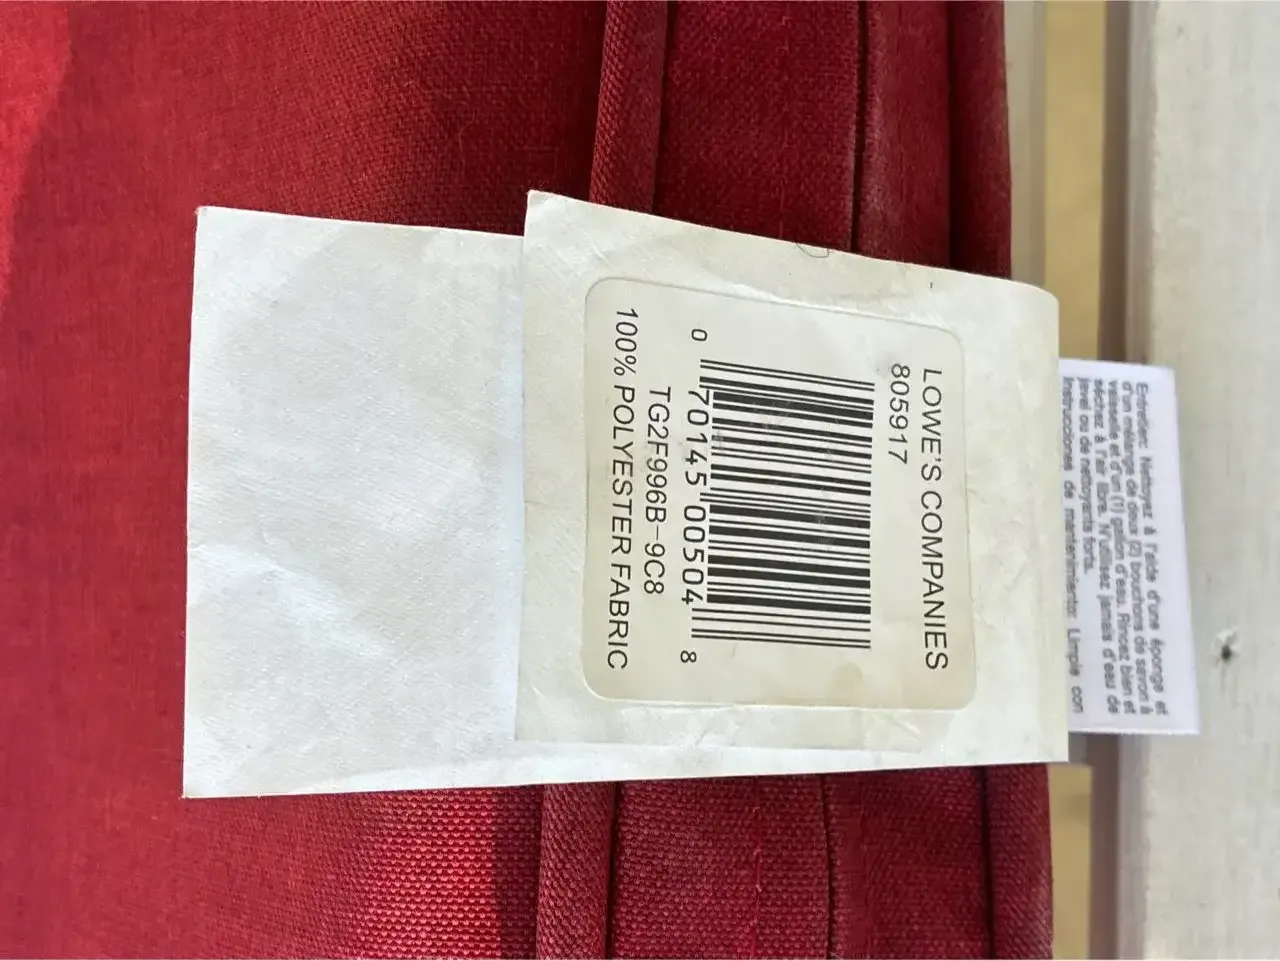 LOWE'S COMPANIES
805917
0 70145 00504 8
TG2F996B-9C8
100% POLYESTER FABRIC
Entretien: Nettoyez à l'aide d'une éponge et
d'un mélange de deux (2) bouchons de savon à
vaisselle et d'un (1) gallon d'eau. Rincez bien et
séchez à l'air libre. N'utilisez jamais d'eau de
javel ou de nettoyants forts.
Instrucciones de mantenimiento: Limpie con